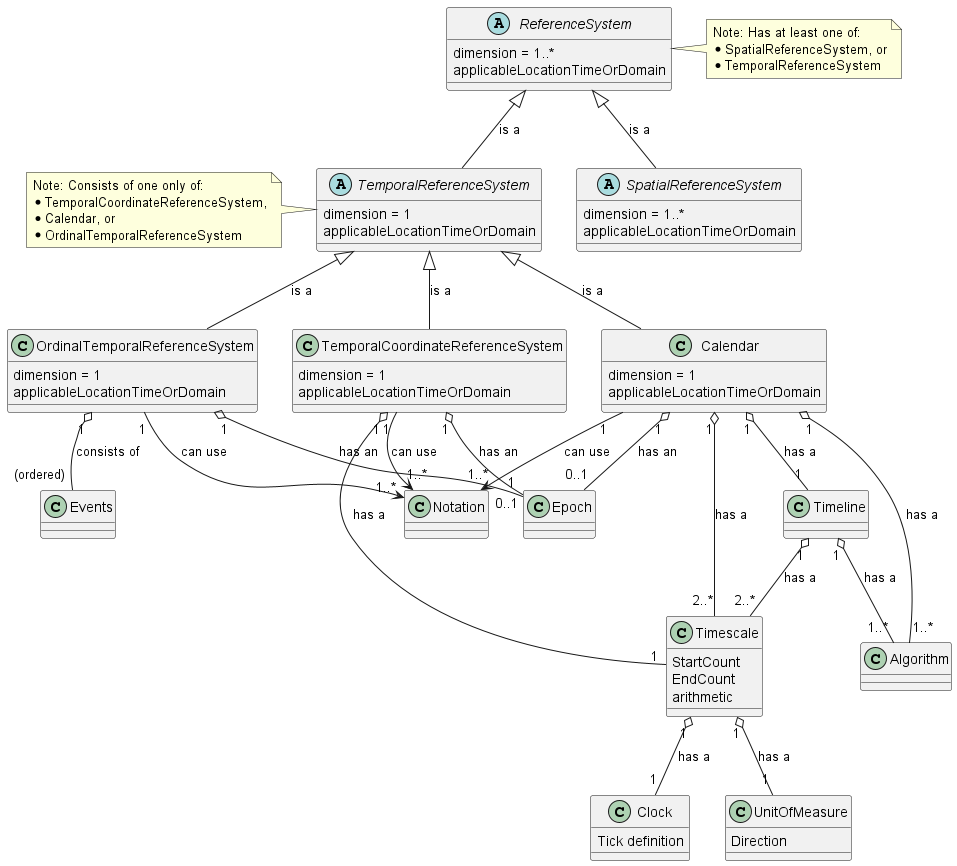 A ReferenceSystem
dimension = 1..*
applicableLocationTimeOrDomain
Note: Has at least one of:
• SpatialReferenceSystem, or
• TemporalReferenceSystem
is a
is a
Note: Consists of one only of:
• TemporalCoordinateReferenceSystem,
• Calendar, or
• OrdinalTemporalReferenceSystem
A TemporalReferenceSystem
dimension = 1
applicableLocationTimeOrDomain
A SpatialReferenceSystem
dimension = 1..*
applicableLocationTimeOrDomain
is a
is a
is a
C OrdinalTemporalReferenceSystem
dimension = 1
applicableLocationTimeOrDomain
C TemporalCoordinateReferenceSystem
dimension = 1
applicableLocationTimeOrDomain
C Calendar
dimension = 1
applicableLocationTimeOrDomain
1
1
1
1
1
1
1
1
1
1
1
consists of
can use
has an
can use
has an
can use
has an
has a
(ordered)
1..*
1..*
1..*
1
0..1
0..1
1
C Events
C Notation
C Epoch
C Timeline
has a
has a
has a
1
1
has a
has a
2..*
2..*
1..*
1..*
C Timescale
StartCount
EndCount
arithmetic
1
C Algorithm
1
1
has a
has a
1
1
C Clock
Tick definition
C UnitOfMeasure
Direction